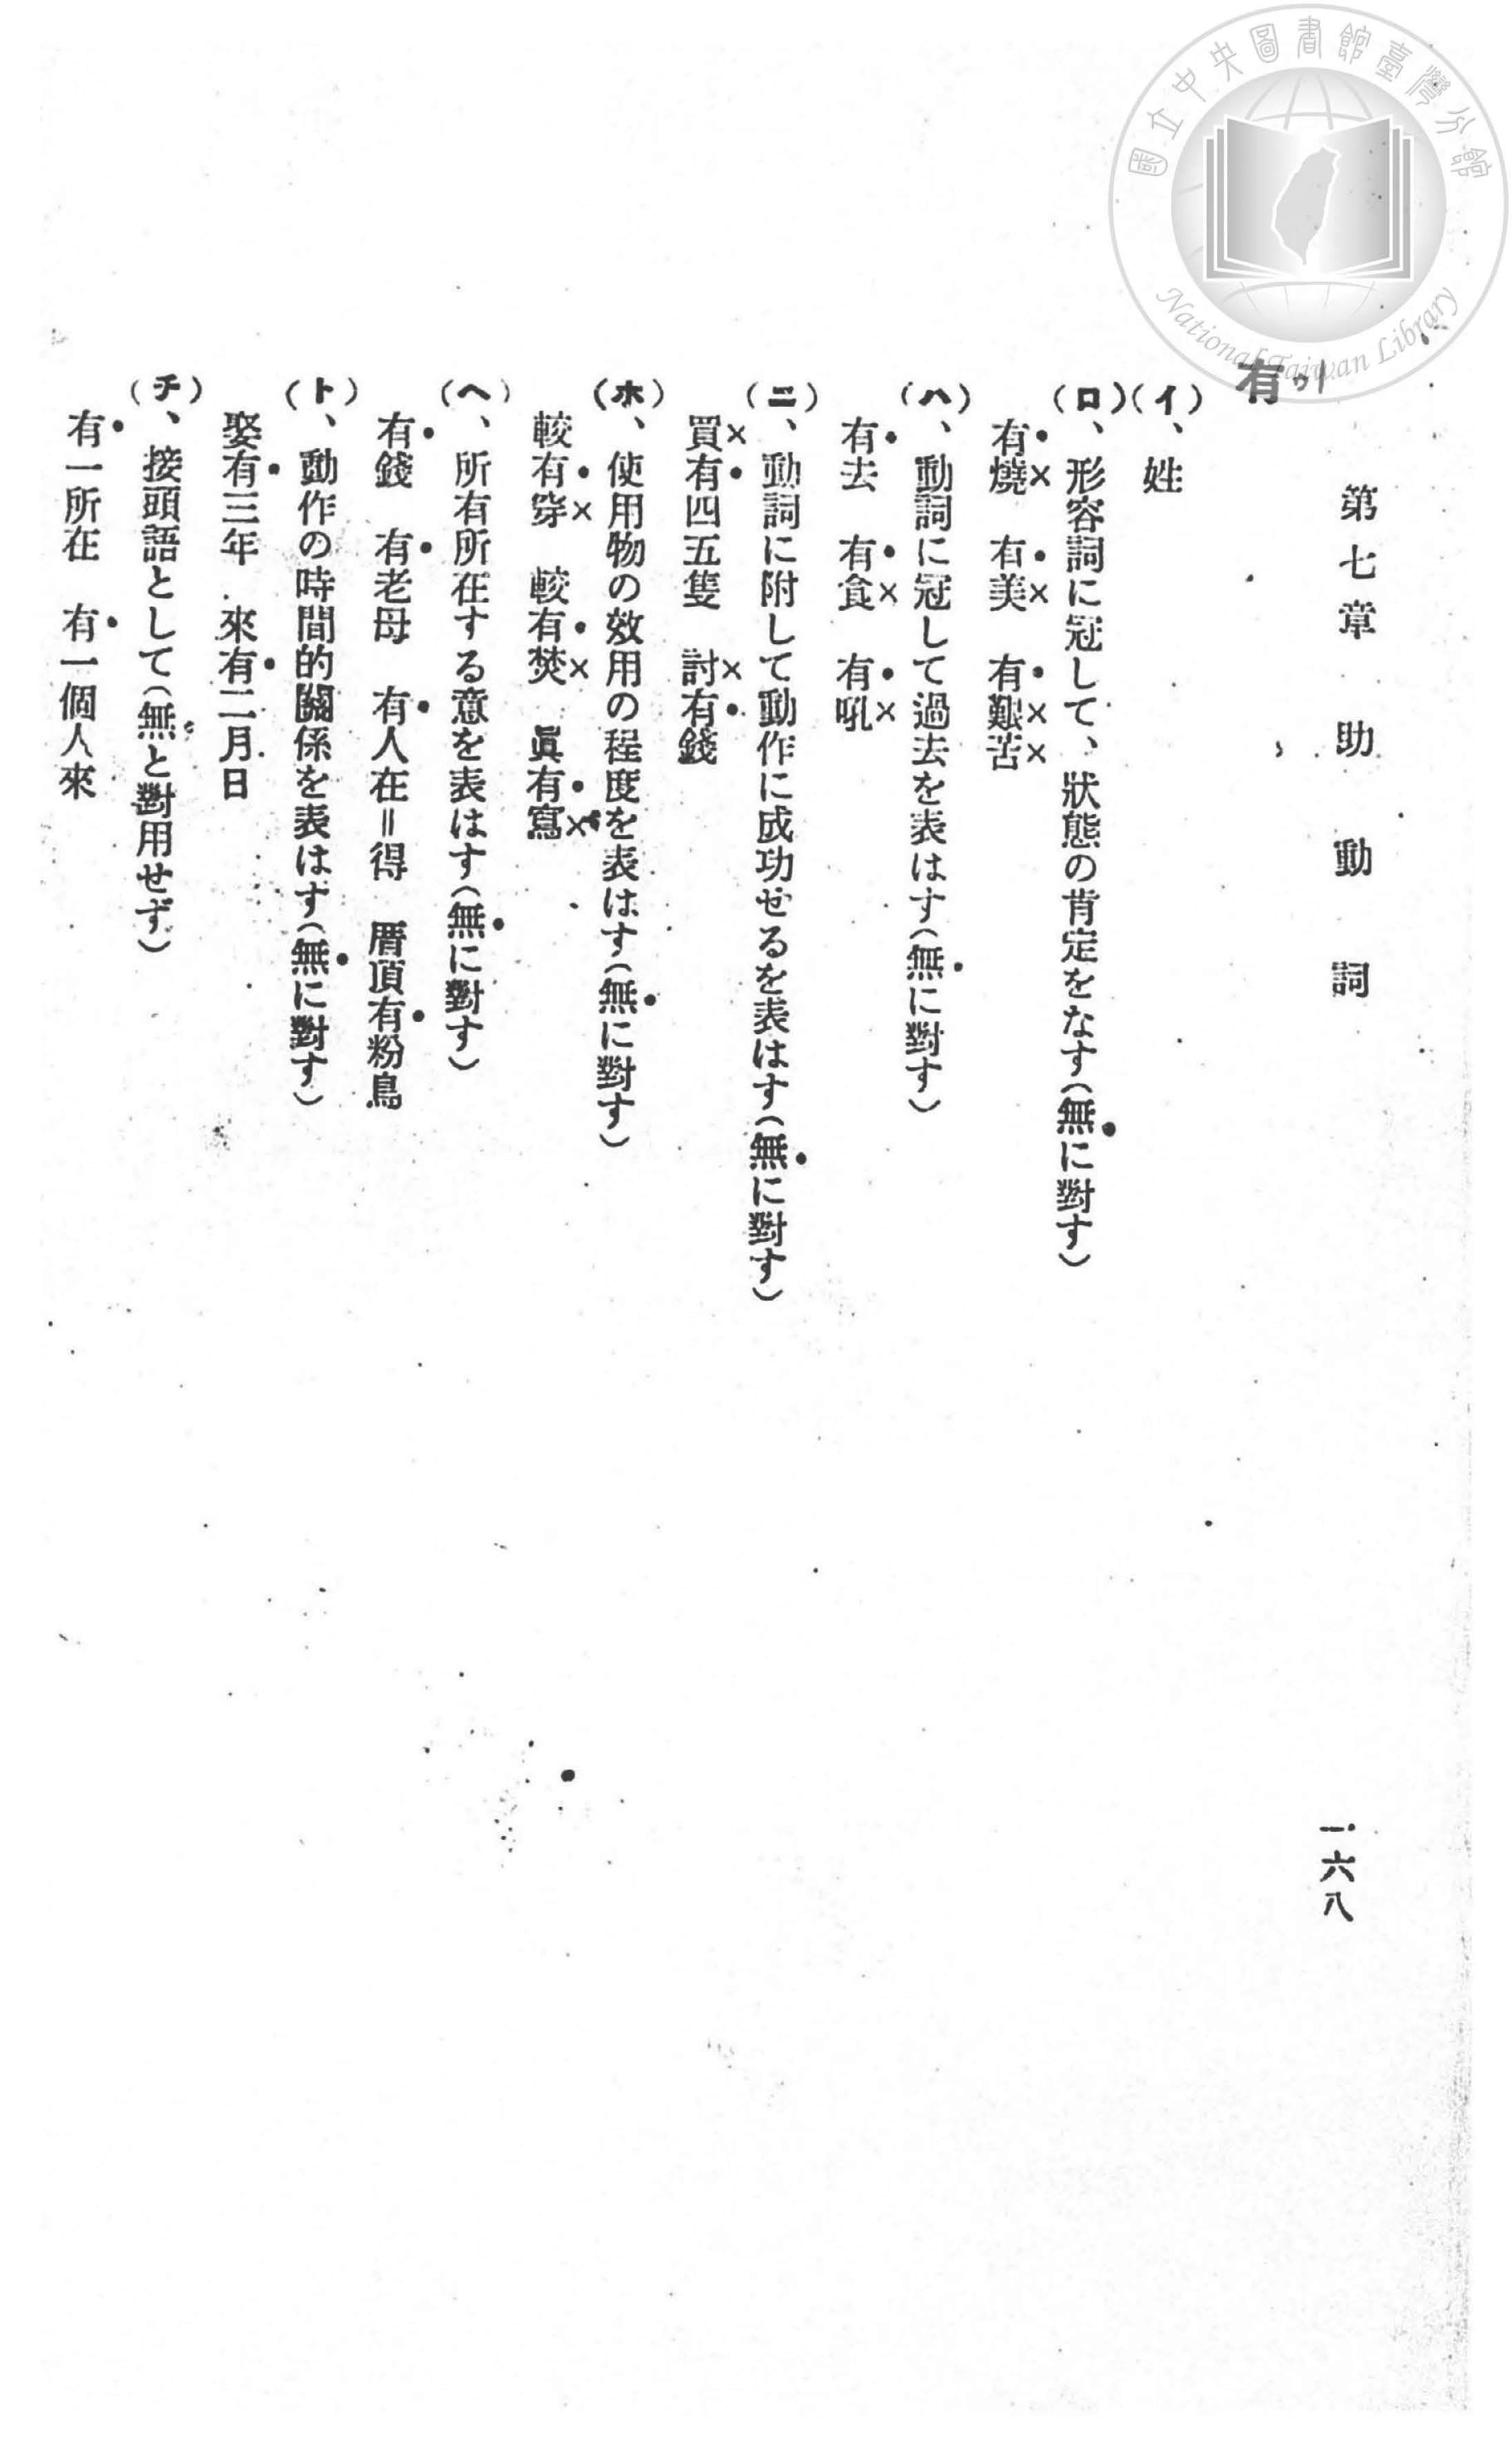 國立中央圖書館臺灣分館
National Taiwan Library
第七章 助動詞
一六八
有ウ
(イ)、姓
(ロ)、形容詞に冠して、狀態の肯定をなす(無に對す)
有燒 有美 有艱苦
(ハ)、動詞に冠して過去を表はす(無に對す)
有去 有食 有吼
(ニ)、動詞に附して動作に成功せるを表はす(無に對す)
買有四五隻 討有錢
(ホ)、使用物の效用の程度を表はす(無に對す)
較有穿 較有焚 眞有寫
(ヘ)、所有所在する意を表はす(無に對す)
有錢 有老母 有人在=得 厝頂有粉鳥
(ト)、動作の時間的關係を表はす(無に對す)
娶有三年 來有二月日
(チ)、接頭語として(無と對用せず)
有一所在 有一個人來